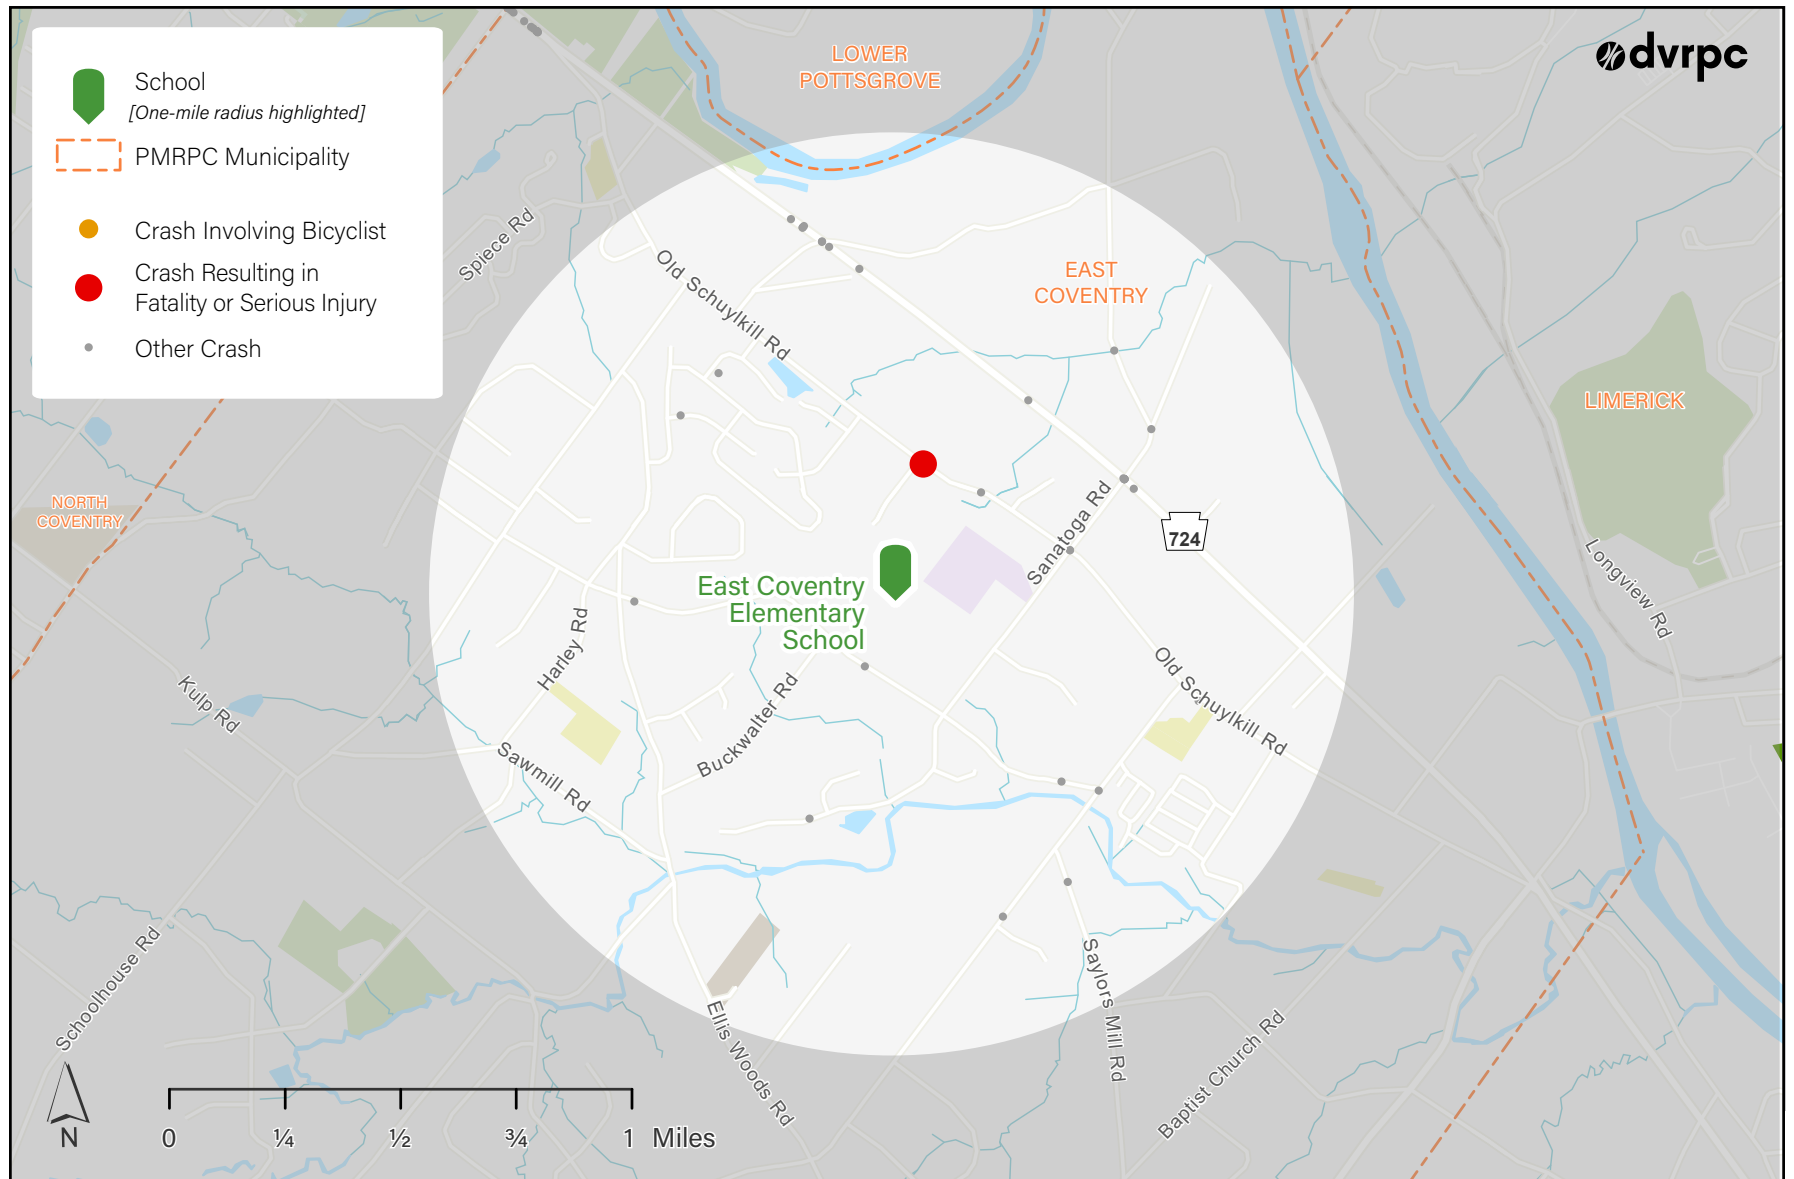 School
[One-mile radius highlighted]
PMRPC Municipality
Crash Involving Bicyclist
Crash Resulting in
Fatality or Serious Injury
Other Crash
dvrpc
LOWER
POTTSGROVE
Spiece Rd
Old Schuylkill Rd
EAST
COVENTRY
LIMERICK
NORTH
COVENTRY
Sanatoga Rd
724
Longview Rd
East Coventry
Elementary
School
Harley Rd
Kulp Rd
Buckwalter Rd
Old Schuylkill Rd
Sawmill Rd
Schoolhouse Rd
Ellis Woods Rd
Saylors Mill Rd
Baptist Church Rd
N
0 ¼ ½ ¾ 1 Miles